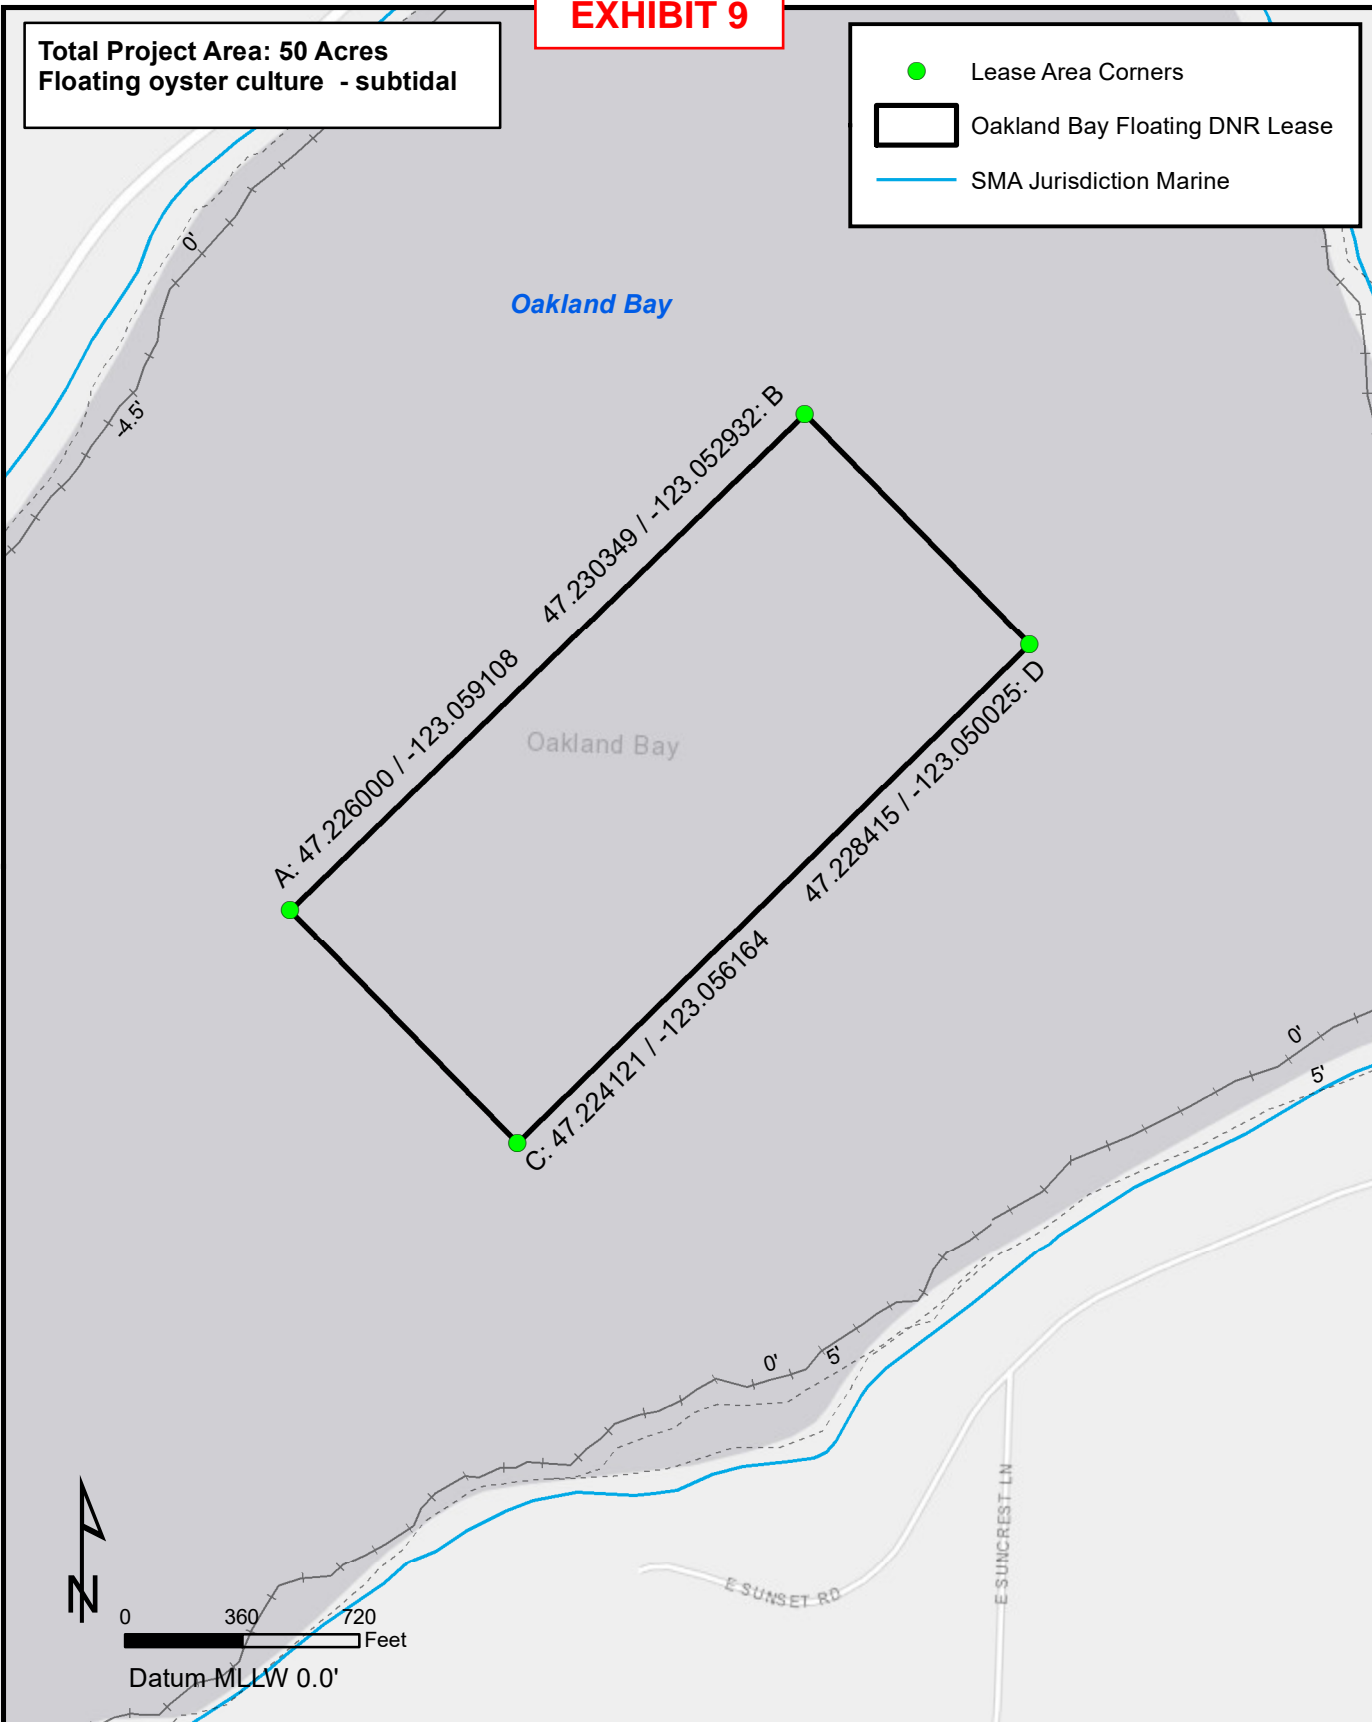 EXHIBIT 9
Total Project Area: 50 Acres
Floating oyster culture - subtidal
Lease Area Corners
Oakland Bay Floating DNR Lease
SMA Jurisdiction Marine
0'
-4.5'
Oakland Bay
47.230349 / -123.052932: B
A: 47.226000 / -123.059108
Oakland Bay
47.228415 / -123.050025: D
C: 47.224121 / -123.056164
0'
5'
0'
5'
E SUNCREST LN
E SUNSET RD
N
0 360 720
Feet
Datum MLLW 0.0'